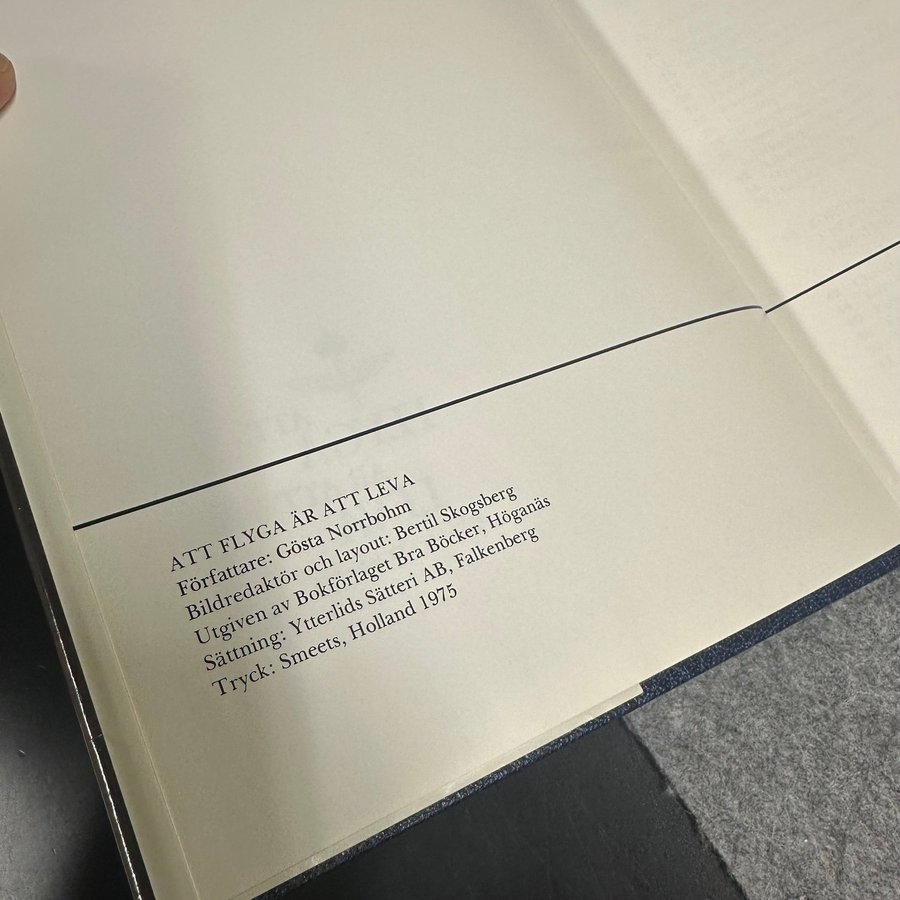 ATT FLYGA ÄR ATT LEVA
Författare: Gösta Norrbohm
Bildredaktör och layout: Bertil Skogsberg
Utgiven av Bokförlaget Bra Böcker, Höganäs
Sättning: Ytterlids Sätteri AB, Falkenberg
Tryck: Smeets, Holland 1975